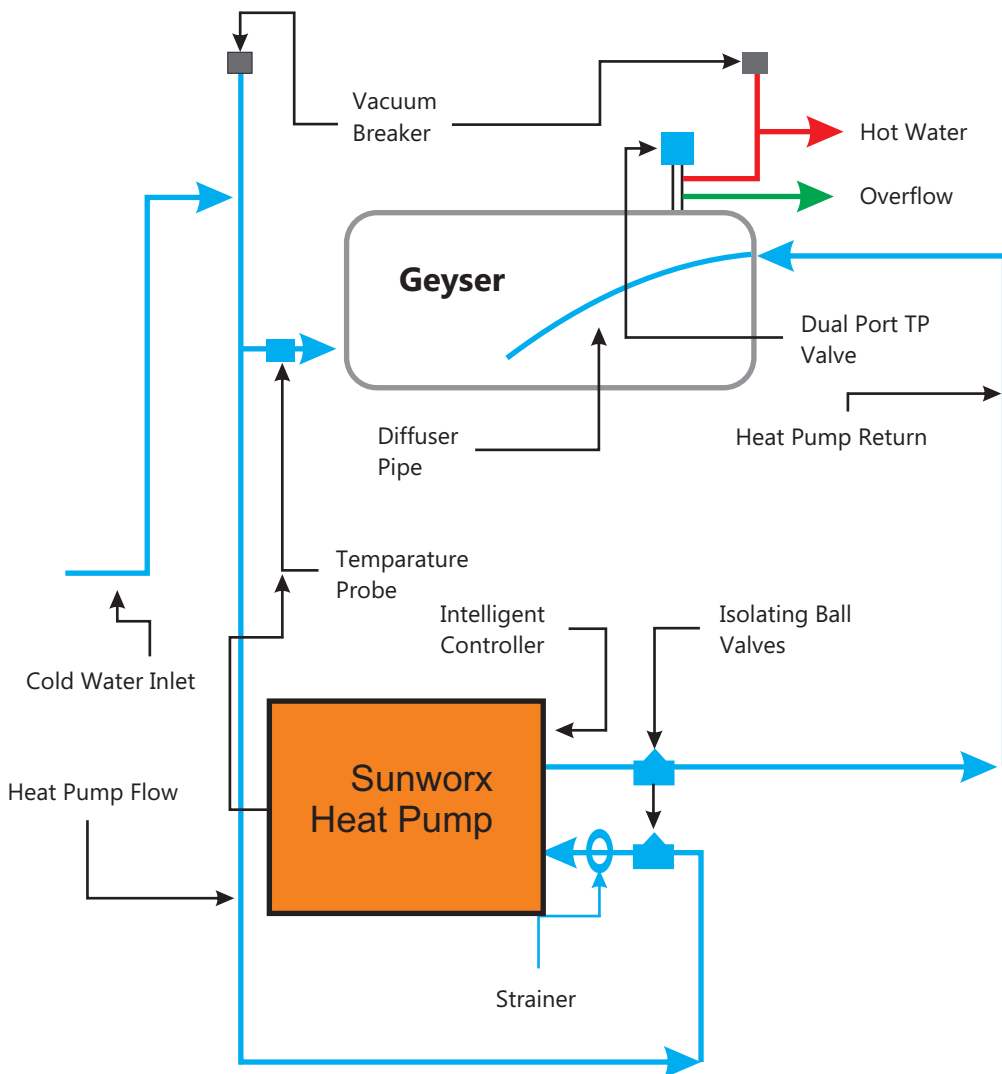 Vacuum
Breaker
Hot Water
Overflow
Geyser
Dual Port TP
Valve
Diffuser
Pipe
Heat Pump Return
Temparature
Probe
Intelligent
Controller
Isolating Ball
Valves
Cold Water Inlet
Heat Pump Flow
Sunworx
Heat Pump
Strainer